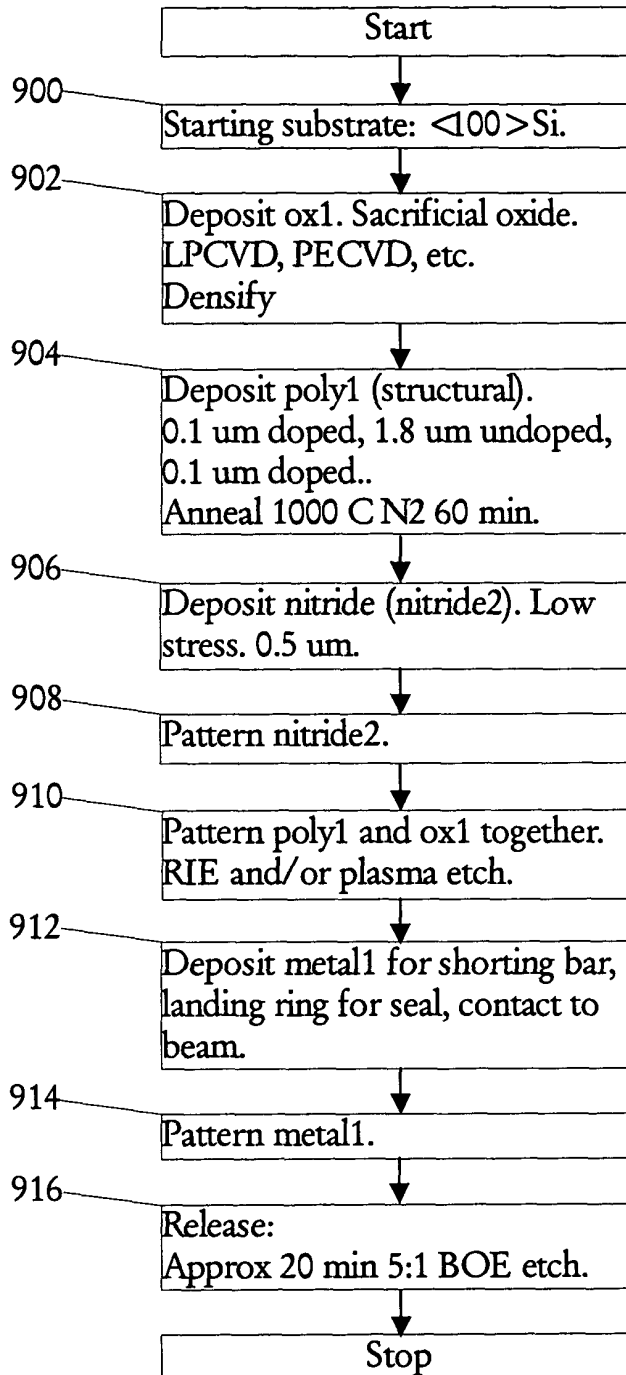 Start
900
Starting substrate: <100>Si.
902
Deposit ox1. Sacrificial oxide.
LPCVD, PECVD, etc.
Densify
904
Deposit poly1 (structural).
0.1 um doped, 1.8 um undoped,
0.1 um doped..
Anneal 1000 C N2 60 min.
906
Deposit nitride (nitride2). Low
stress. 0.5 um.
908
Pattern nitride2.
910
Pattern poly1 and ox1 together.
RIE and/or plasma etch.
912
Deposit metal1 for shorting bar,
landing ring for seal, contact to
beam.
914
Pattern metal1.
916
Release:
Approx 20 min 5:1 BOE etch.
Stop